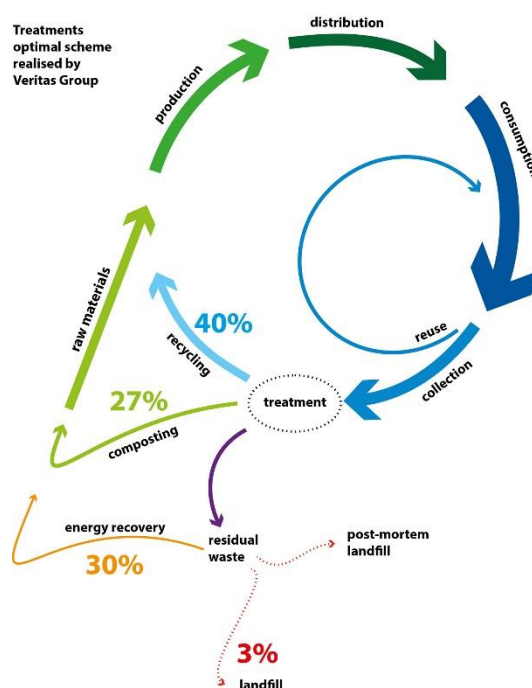 Treatments
optimal scheme
realised by
Veritas Group
distribution
production
consumption
raw materials
reuse
40%
recycling
collection
27%
treatment
composting
energy recovery
residual
waste
post-mortem
landfill
30%
3%
landfill